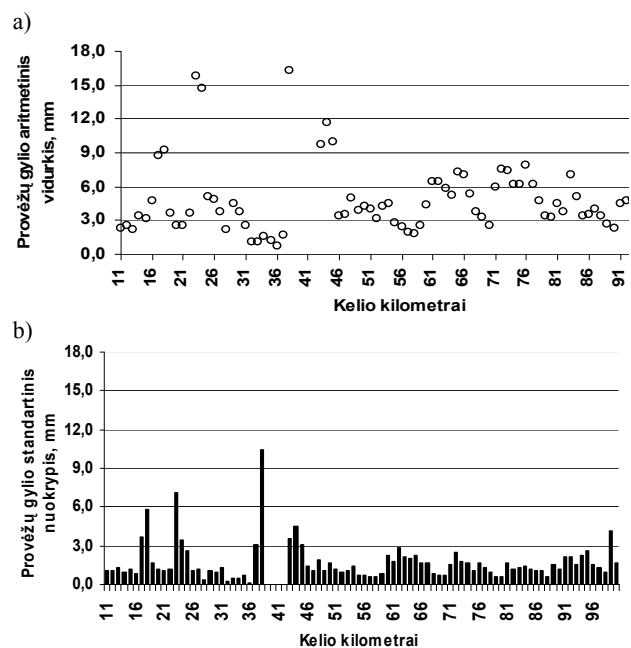 a)
18,0
15,0
12,0
9,0
6,0
3,0
0,0
Provėžų gylio aritmetinis
vidurkis, mm
11 16 21 26 31 36 41 46 51 56 61 66 71 76 81 86 91
Kelio kilometrai
b)
18,0
15,0
12,0
9,0
6,0
3,0
0,0
Provėžų gylio standartinis
nuokrypis, mm
11 16 21 26 31 36 41 46 51 56 61 66 71 76 81 86 91 96
Kelio kilometrai